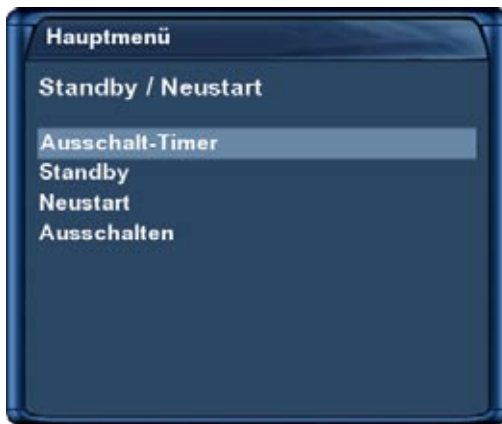 Hauptmenü
Standby / Neustart
Ausschalt-Timer
Standby
Neustart
Ausschalten